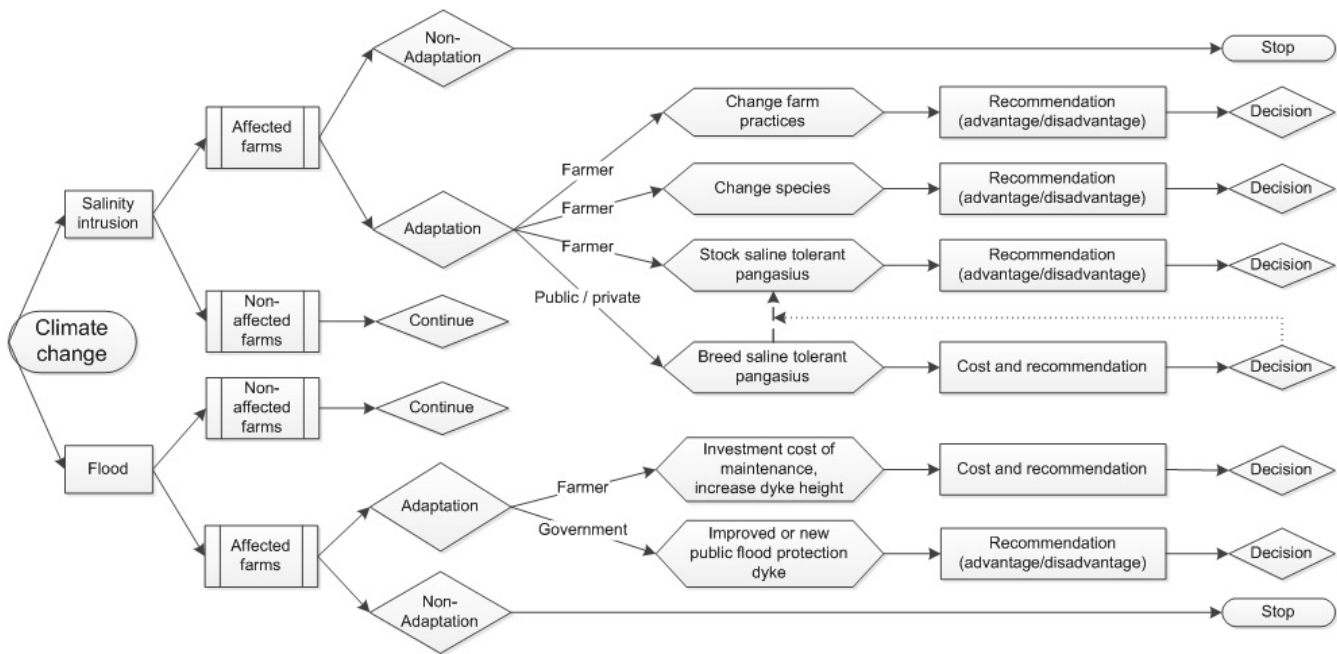 Non-
Adaptation
Stop
Affected
farms
Change farm
practices
Recommendation
(advantage/disadvantage)
Decision
Farmer
Salinity
intrusion
Adaptation
Farmer
Change species
Recommendation
(advantage/disadvantage)
Decision
Farmer
Stock saline tolerant
pangasius
Recommendation
(advantage/disadvantage)
Decision
Public / private
Non-
affected
farms
Continue
Climate
change
Breed saline tolerant
pangasius
Cost and recommendation
Decision
Non-
affected
farms
Continue
Flood
Adaptation
Farmer
Investment cost of
maintenance,
increase dyke height
Cost and recommendation
Decision
Government
Affected
farms
Improved or new
public flood protection
dyke
Recommendation
(advantage/disadvantage)
Decision
Non-
Adaptation
Stop